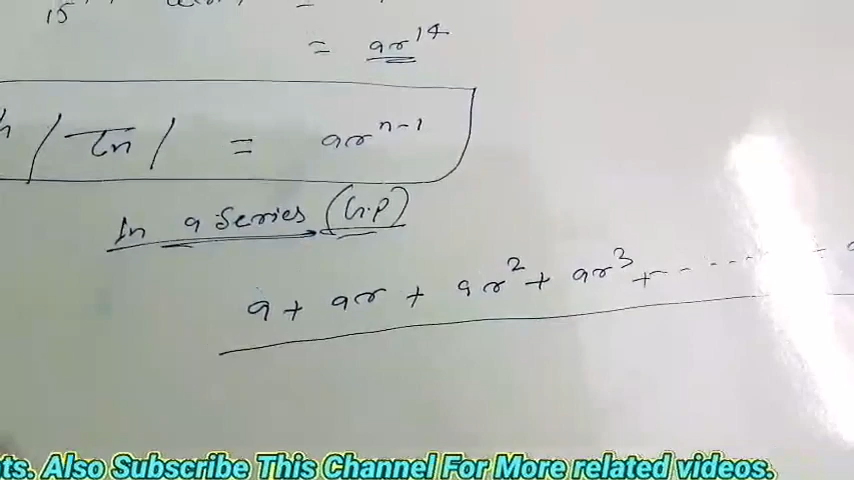 15
= ar^14
/ Tn / = ar^n-1
In a Series (G.P)
a + ar + ar^2 + ar^3 + - - ..... -
ts. Also Subscribe This Channel For More related videos.